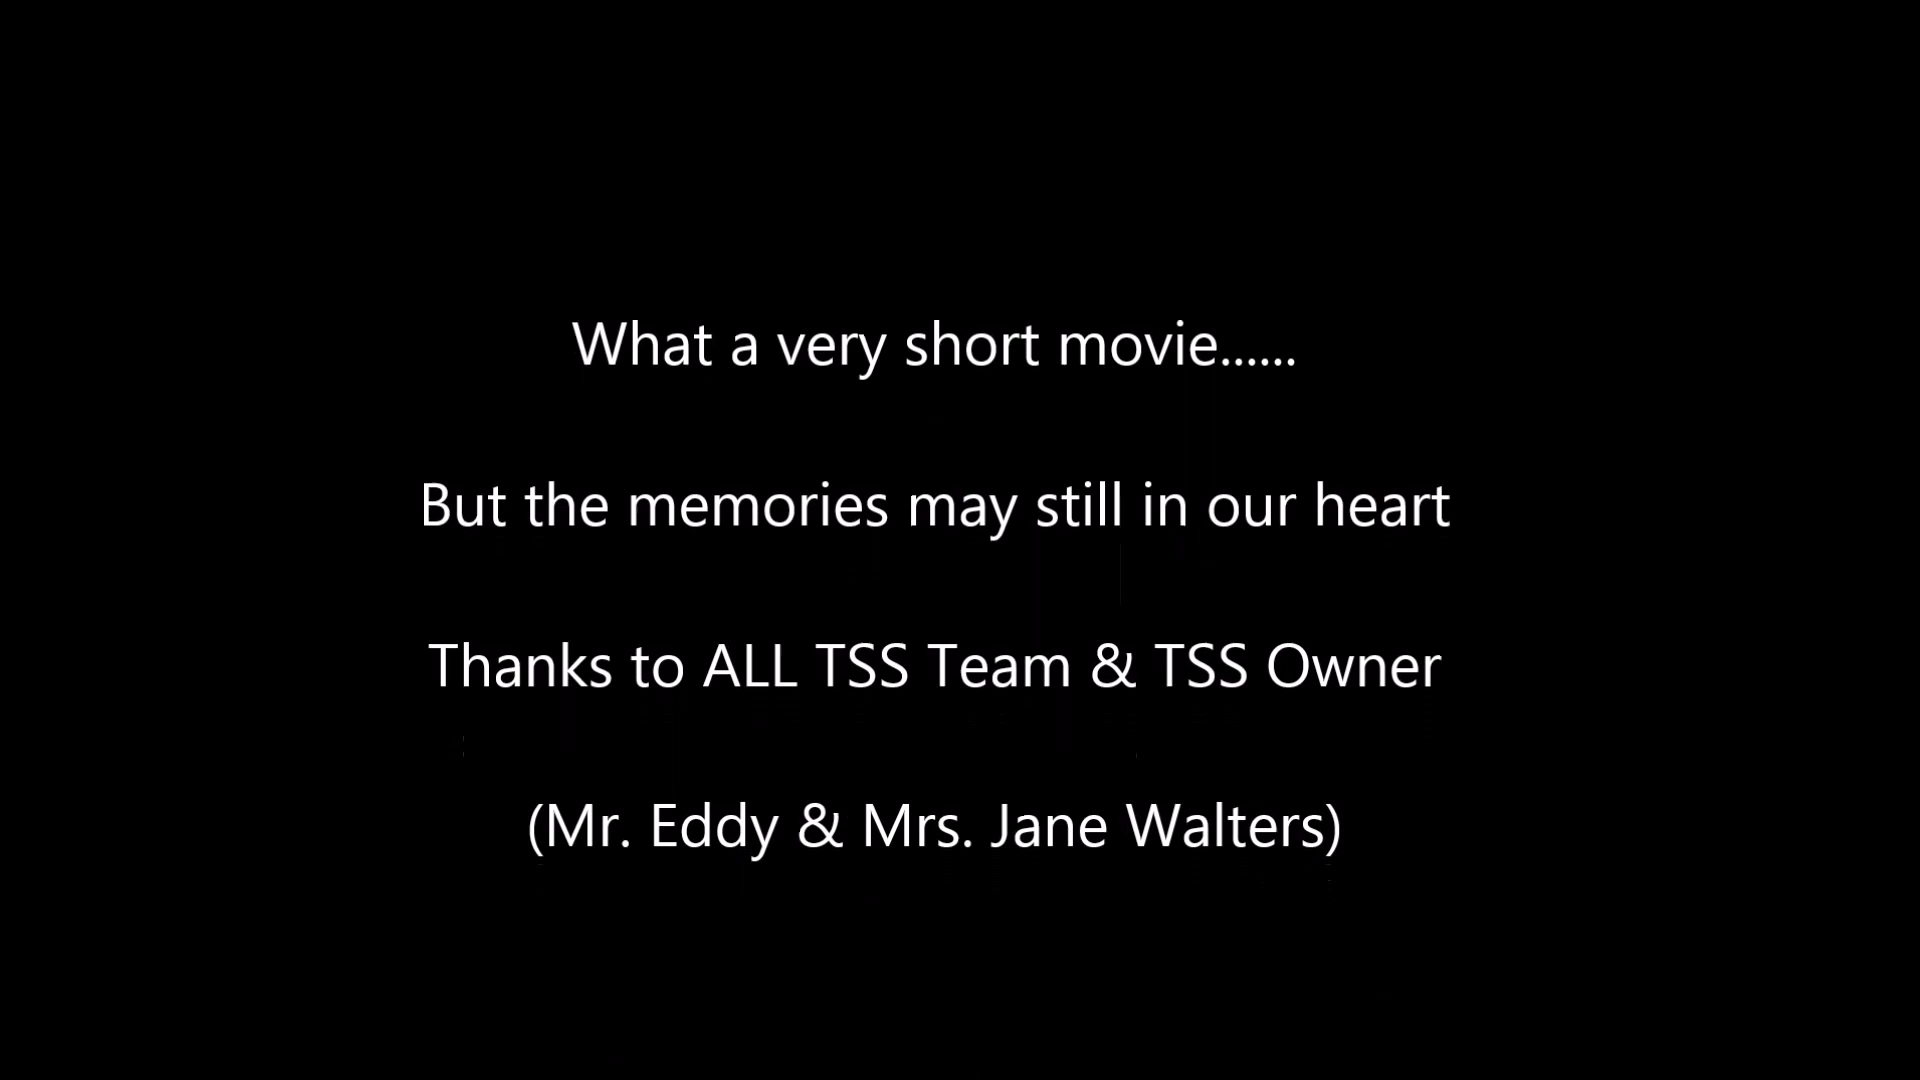 What a very short movie......
But the memories may still in our heart
Thanks to ALL TSS Team & TSS Owner
(Mr. Eddy & Mrs. Jane Walters)